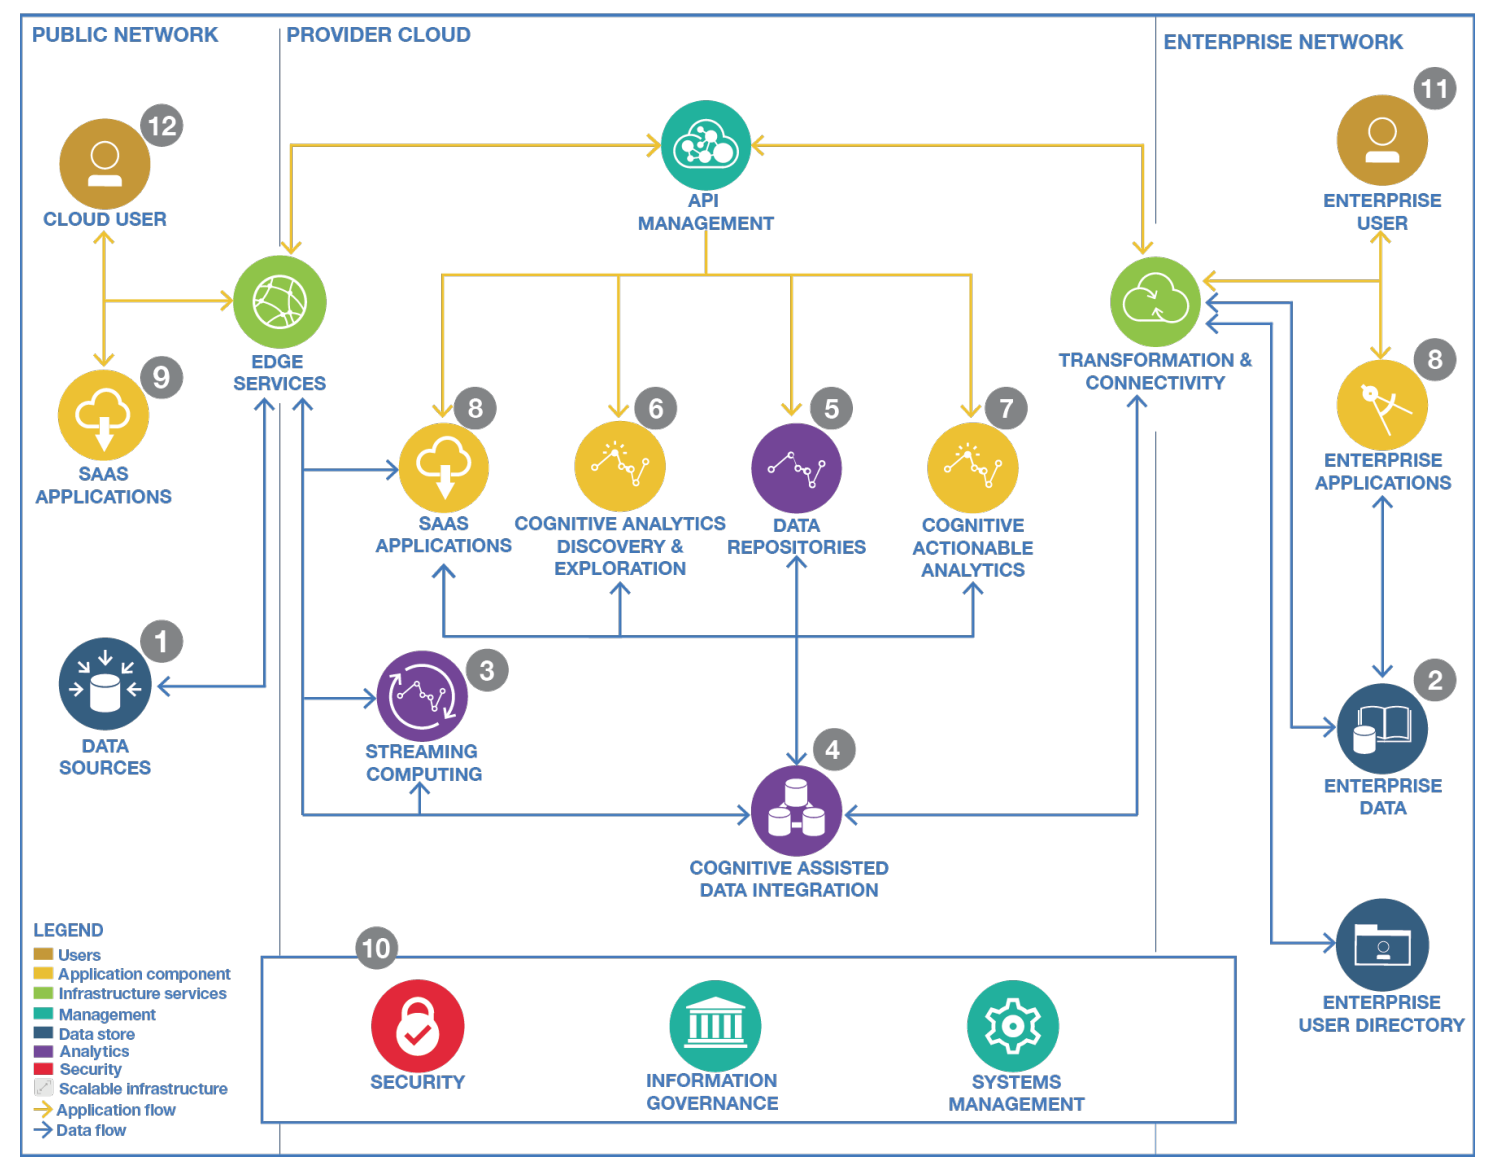 PUBLIC NETWORK
PROVIDER CLOUD
ENTERPRISE NETWORK
12
CLOUD USER
API
MANAGEMENT
11
ENTERPRISE
USER
EDGE
SERVICES
TRANSFORMATION &
CONNECTIVITY
9
SAAS
APPLICATIONS
8
SAAS
APPLICATIONS
6
COGNITIVE ANALYTICS
DISCOVERY &
EXPLORATION
5
DATA
REPOSITORIES
7
COGNITIVE
ACTIONABLE
ANALYTICS
8
ENTERPRISE
APPLICATIONS
1
DATA
SOURCES
3
STREAMING
COMPUTING
4
COGNITIVE ASSISTED
DATA INTEGRATION
2
ENTERPRISE
DATA
ENTERPRISE
USER DIRECTORY
LEGEND
Users
Application component
Infrastructure services
Management
Data store
Analytics
Security
Scalable infrastructure
Application flow
Data flow
10
SECURITY
INFORMATION
GOVERNANCE
SYSTEMS
MANAGEMENT